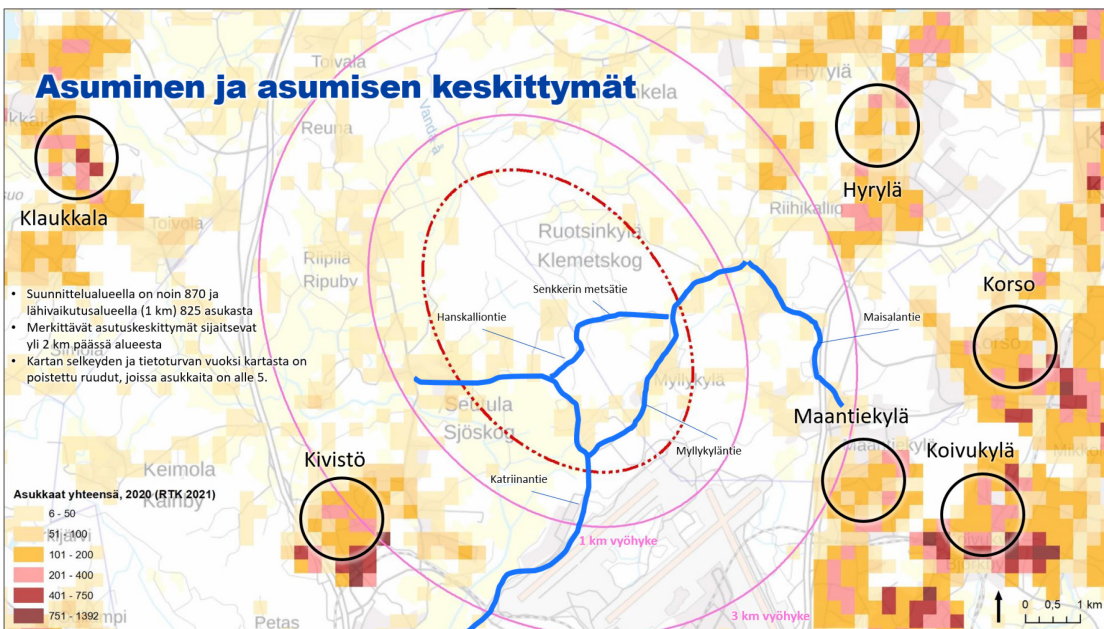 Asuminen ja asumisen keskittymät
Toivala
Hyrylä
Reuna
Vanda å
Klaukkala
Hyrylä
Toivola
Riihikallio
Ruotsinkylä
Klemetskog
Riipilä
Ripuby
Senkkerin metsätie
Korso
Hanskalliontie
Maisalantie
• Suunnittelualueella on noin 870 ja
lähivaikutusalueella (1 km) 825 asukasta
• Merkittävät asutuskeskittymät sijaitsevat
yli 2 km päässä alueesta
• Kartan selkeyden ja tietoturvan vuoksi kartasta on
poistettu ruudut, joissa asukkaita on alle 5.
Myllykylä
Seutula
Sjöskog
Maantiekylä
Koivukylä
Myllykyläntie
Kivistö
Keimola
Kainby
Katriinantie
Asukkaat yhteensä, 2020 (RTK 2021)
6 - 50
51 - 100
101 - 200
201 - 400
401 - 750
751 - 1392
1 km vyöhyke
3 km vyöhyke
Petas
0 0,5 1 km